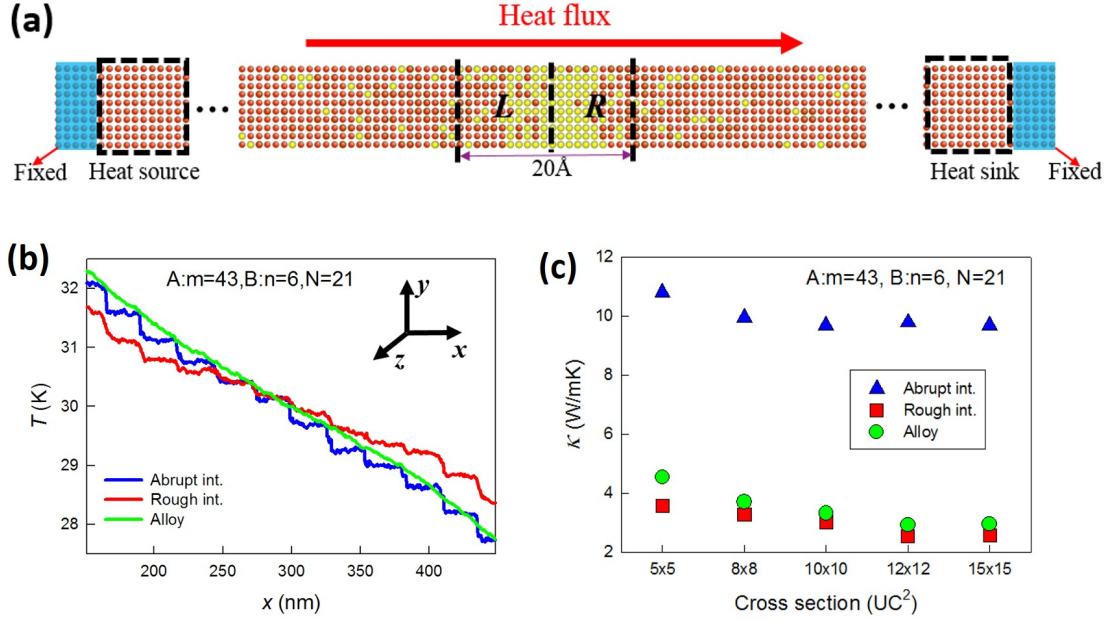 (a)
Heat flux
L
R
20Å
Fixed
Heat source
Heat sink
Fixed
(b)
A:m=43,B:n=6,N=21
T (K)
32
31
30
29
28
y
x
z
Abrupt int.
Rough int.
Alloy
200
250
300
350
400
x (nm)
(c)
A:m=43, B:n=6, N=21
κ (W/mK)
12
10
8
6
4
2
Abrupt int.
Rough int.
Alloy
5x5
8x8
10x10
12x12
15x15
Cross section (UC²)